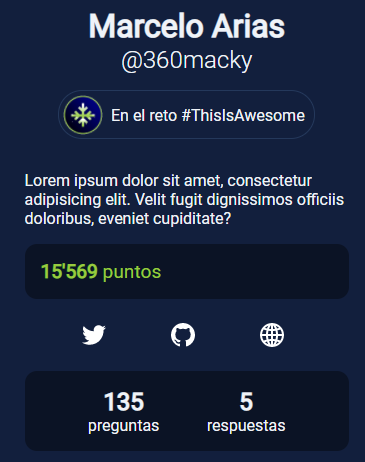 Marcelo Arias
@360macky
En el reto #ThisIsAwesome
Lorem ipsum dolor sit amet, consectetur
adipisicing elit. Velit fugit dignissimos officiis
doloribus, eveniet cupiditate?
15'569 puntos
135
preguntas
5
respuestas